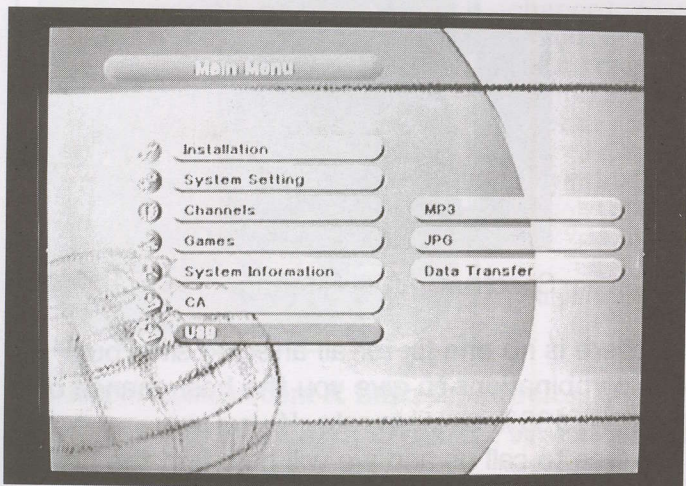 Main Menu
Installation
System Setting
Channels
Games
System Information
CA
USB
MP3
JPG
Data Transfer